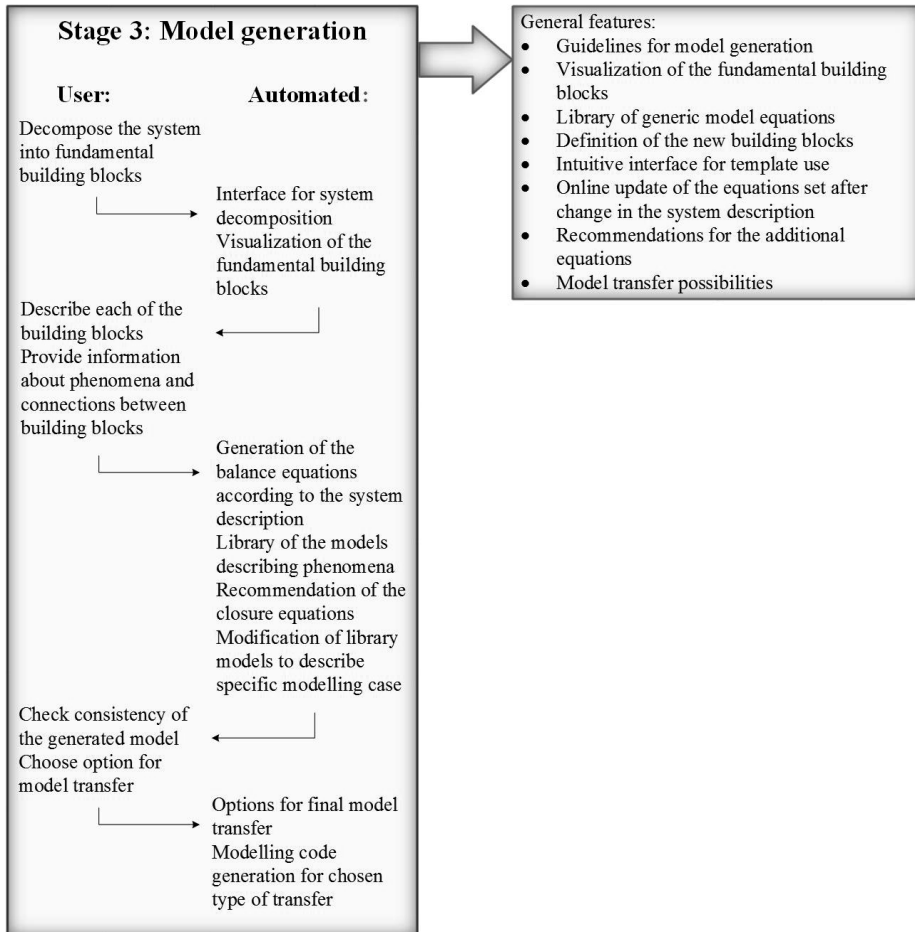 Stage 3: Model generation
User:
Automated:
Decompose the system
into fundamental
building blocks
Interface for system
decomposition
Visualization of the
fundamental building
blocks
Describe each of the
building blocks
Provide information
about phenomena and
connections between
building blocks
Generation of the
balance equations
according to the system
description
Library of the models
describing phenomena
Recommendation of the
closure equations
Modification of library
models to describe
specific modelling case
Check consistency of
the generated model
Choose option for
model transfer
Options for final model
transfer
Modelling code
generation for chosen
type of transfer
General features:
• Guidelines for model generation
• Visualization of the fundamental building
blocks
• Library of generic model equations
• Definition of the new building blocks
• Intuitive interface for template use
• Online update of the equations set after
change in the system description
• Recommendations for the additional
equations
• Model transfer possibilities